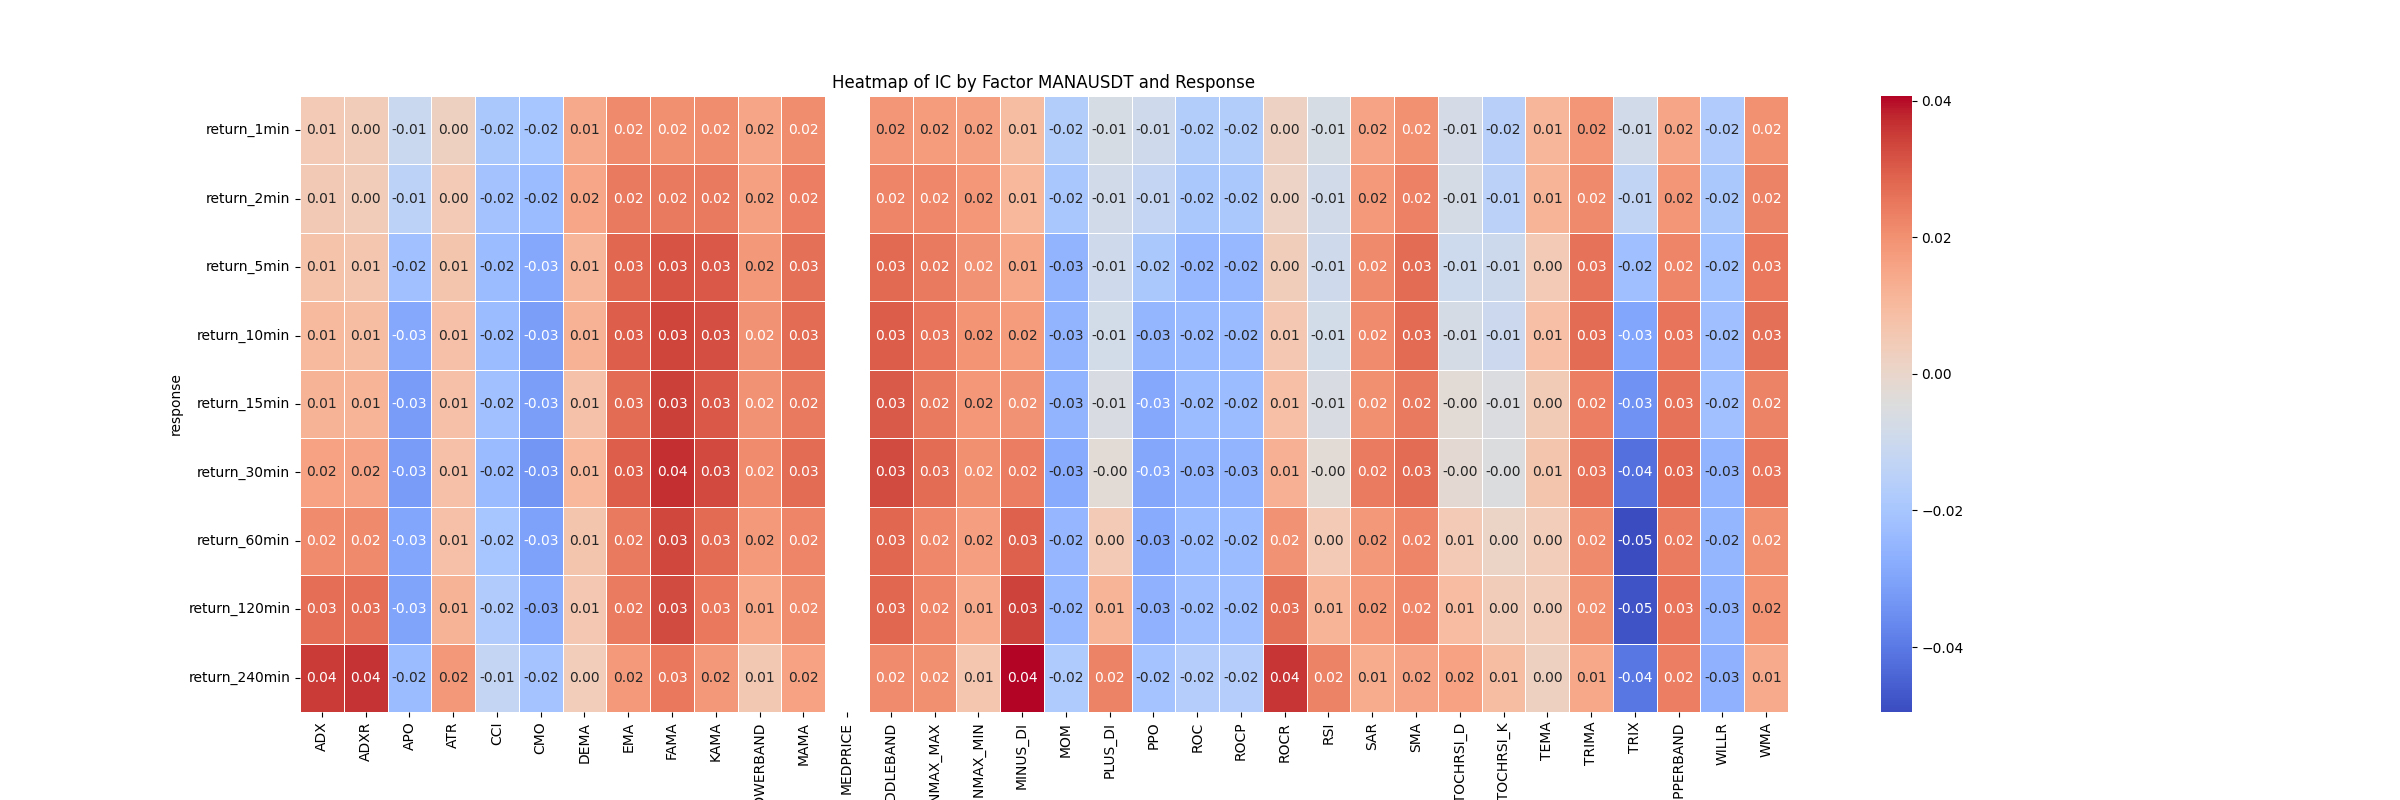 Heatmap of IC by Factor MANAUSDT and Response
response
return_1min 0.01 0.00 -0.01 0.00 -0.02 -0.02 0.01 0.02 0.02 0.02 0.02 0.02 0.02 0.02 0.02 0.01 -0.02 -0.01 -0.01 -0.02 -0.02 0.00 -0.01 0.02 0.02 -0.01 -0.02 0.01 0.02 -0.01 0.02 -0.02 0.02
return_2min 0.01 0.00 -0.01 0.00 -0.02 -0.02 0.02 0.02 0.02 0.02 0.02 0.02 0.02 0.02 0.02 0.01 -0.02 -0.01 -0.01 -0.02 -0.02 0.00 -0.01 0.02 0.02 -0.01 -0.01 0.01 0.02 -0.01 0.02 -0.02 0.02
return_5min 0.01 0.01 -0.02 0.01 -0.02 -0.03 0.01 0.03 0.03 0.03 0.02 0.03 0.03 0.02 0.02 0.01 -0.03 -0.01 -0.02 -0.02 -0.02 0.00 -0.01 0.02 0.03 -0.01 -0.01 0.00 0.03 -0.02 0.02 -0.02 0.03
return_10min 0.01 0.01 -0.03 0.01 -0.02 -0.03 0.01 0.03 0.03 0.03 0.02 0.03 0.03 0.03 0.02 0.02 -0.03 -0.01 -0.03 -0.02 -0.02 0.01 -0.01 0.02 0.03 -0.01 -0.01 0.01 0.03 -0.03 0.03 -0.02 0.03
return_15min 0.01 0.01 -0.03 0.01 -0.02 -0.03 0.01 0.03 0.03 0.03 0.02 0.02 0.03 0.02 0.02 0.02 -0.03 -0.01 -0.03 -0.02 -0.02 0.01 -0.01 0.02 0.02 -0.00 -0.01 0.00 0.02 -0.03 0.03 -0.02 0.02
return_30min 0.02 0.02 -0.03 0.01 -0.02 -0.03 0.01 0.03 0.04 0.03 0.02 0.03 0.03 0.03 0.02 0.02 -0.03 -0.00 -0.03 -0.03 -0.03 0.01 -0.00 0.02 0.03 -0.00 -0.00 0.01 0.03 -0.04 0.03 -0.03 0.03
return_60min 0.02 0.02 -0.03 0.01 -0.02 -0.03 0.01 0.02 0.03 0.03 0.02 0.02 0.03 0.02 0.02 0.03 -0.02 0.00 -0.03 -0.02 -0.02 0.02 0.00 0.02 0.02 0.01 0.00 0.00 0.02 -0.05 0.02 -0.02 0.02
return_120min 0.03 0.03 -0.03 0.01 -0.02 -0.03 0.01 0.02 0.03 0.03 0.01 0.02 0.03 0.02 0.01 0.03 -0.02 0.01 -0.03 -0.02 -0.02 0.03 0.01 0.02 0.02 0.01 0.00 0.00 0.02 -0.05 0.03 -0.03 0.02
return_240min 0.04 0.04 -0.02 0.02 -0.01 -0.02 0.00 0.02 0.03 0.02 0.01 0.02 0.02 0.02 0.01 0.04 -0.02 0.02 -0.02 -0.02 -0.02 0.04 0.02 0.01 0.02 0.02 0.01 0.00 0.01 -0.04 0.02 -0.03 0.01
ADX ADXR APO ATR CCI CMO DEMA EMA FAMA KAMA OWERBAND MAMA MEDPRICE DDLEBAND NMAX_MAX NMAX_MIN MINUS_DI MOM PLUS_DI PPO ROC ROCP ROCR RSI SAR SMA TOCHRSI_D TOCHRSI_K TEMA TRIMA TRIX PPERBAND WILLR WMA
0.04
0.02
0.00
−0.02
−0.04